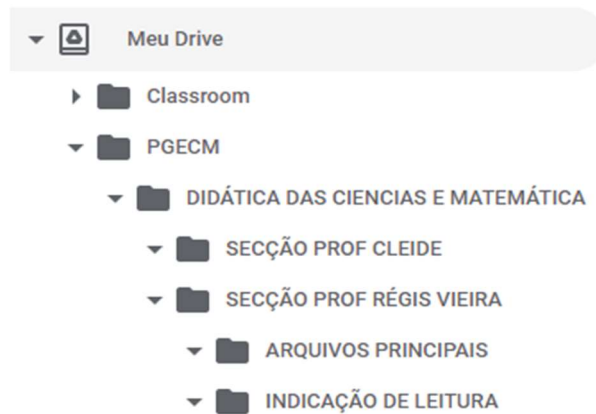 Meu Drive
Classroom
PGECM
DIDÁTICA DAS CIENCIAS E MATEMÁTICA
SECÇÃO PROF CLEIDE
SECÇÃO PROF RÉGIS VIEIRA
ARQUIVOS PRINCIPAIS
INDICAÇÃO DE LEITURA